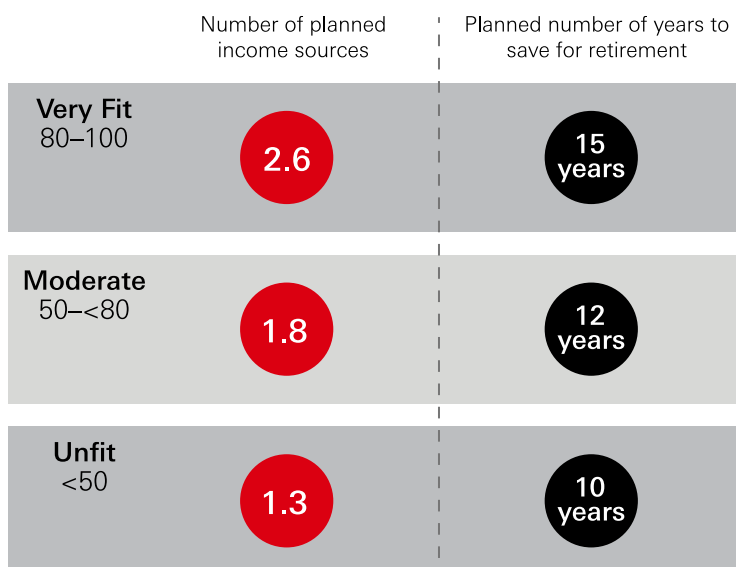 Number of planned
income sources
Planned number of years to
save for retirement
Very Fit
80–100
2.6
15
years
Moderate
50–<80
1.8
12
years
Unfit
<50
1.3
10
years